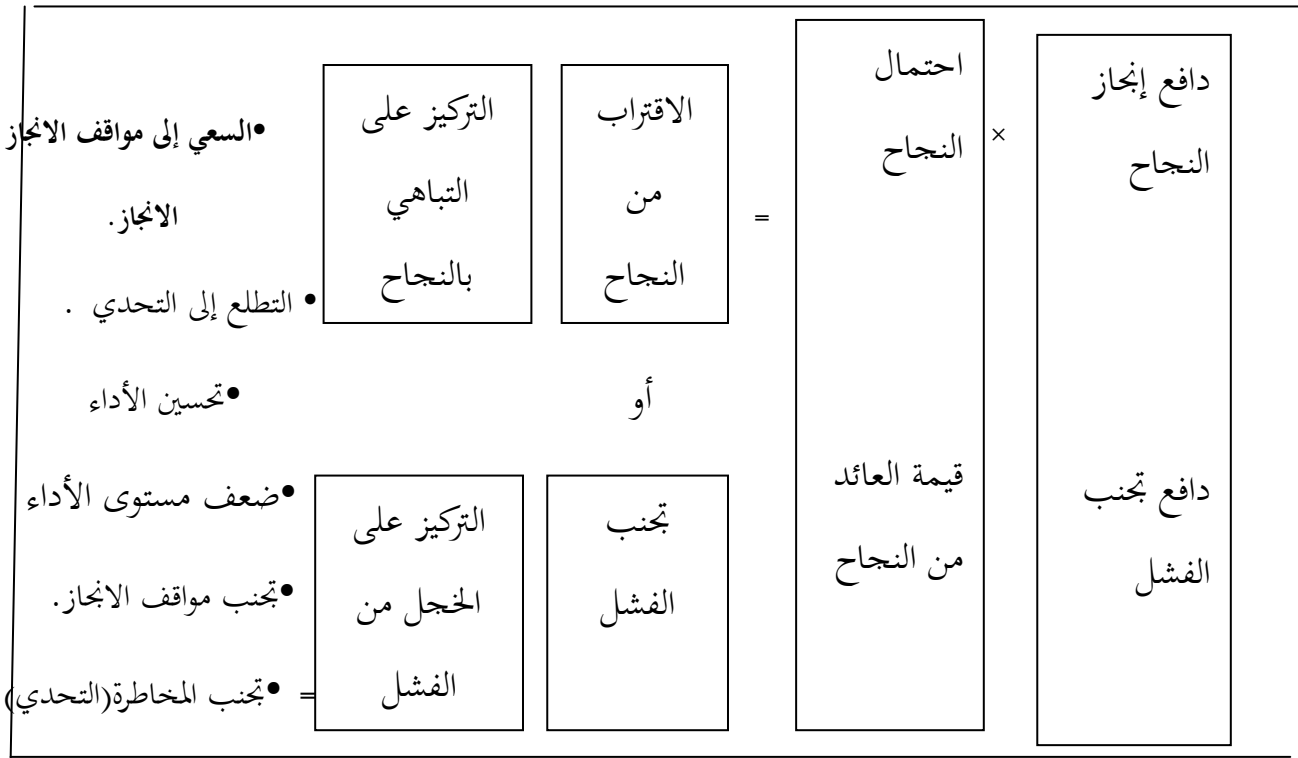 دافع إنجاز
النجاح
دافع تجنب
الفشل
×
احتمال
النجاح
قيمة العائد
من النجاح
=
الاقتراب
من
النجاح
أو
تجنب
الفشل
التركيز على
التباهي
بالنجاح
التركيز على
الخجل من
الفشل
•السعي إلى مواقف الانجاز
الانجاز.
• التطلع إلى التحدي .
•تحسين الأداء
•ضعف مستوى الأداء
•تجنب مواقف الانجاز.
= •تجنب المخاطرة(التحدي)